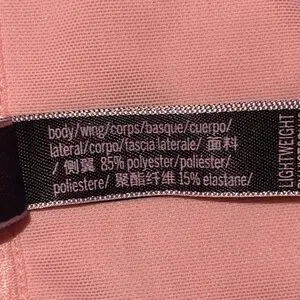 body/wing/corps/basque/cuerpo/
lateral/corpo/fascia laterale/ 面料
/ 侧翼 85% polyester/poliéster/
poliestere/ 聚酯纤维 15% elastane/
LIGHTWEIGHT